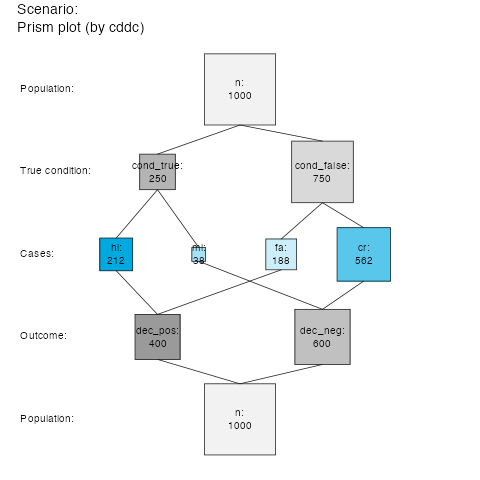 Scenario:
Prism plot (by cddc)
Population:
n:
1000
True condition:
cond_true:
250
cond_false:
750
Cases:
hi:
212
mi:
38
fa:
188
cr:
562
Outcome:
dec_pos:
400
dec_neg:
600
Population:
n:
1000